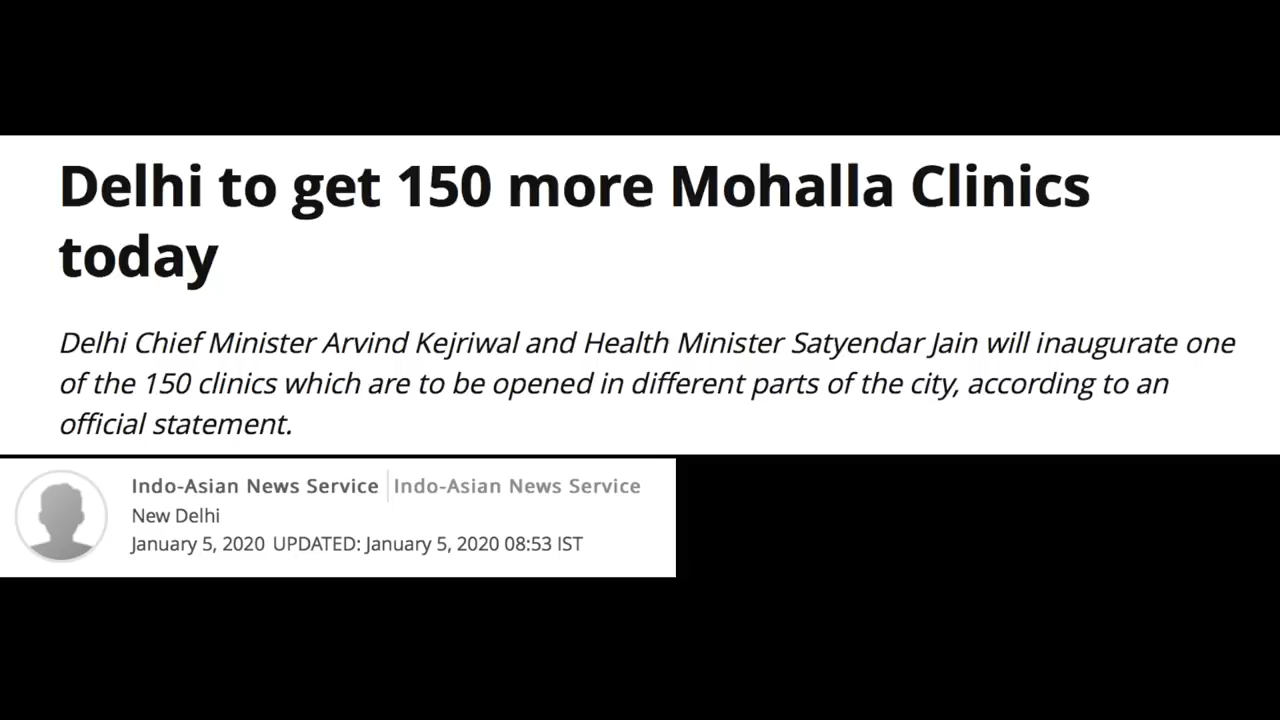 Delhi to get 150 more Mohalla Clinics
today
Delhi Chief Minister Arvind Kejriwal and Health Minister Satyendar Jain will inaugurate one
of the 150 clinics which are to be opened in different parts of the city, according to an
official statement.
Indo-Asian News Service Indo-Asian News Service
New Delhi
January 5, 2020 UPDATED: January 5, 2020 08:53 IST